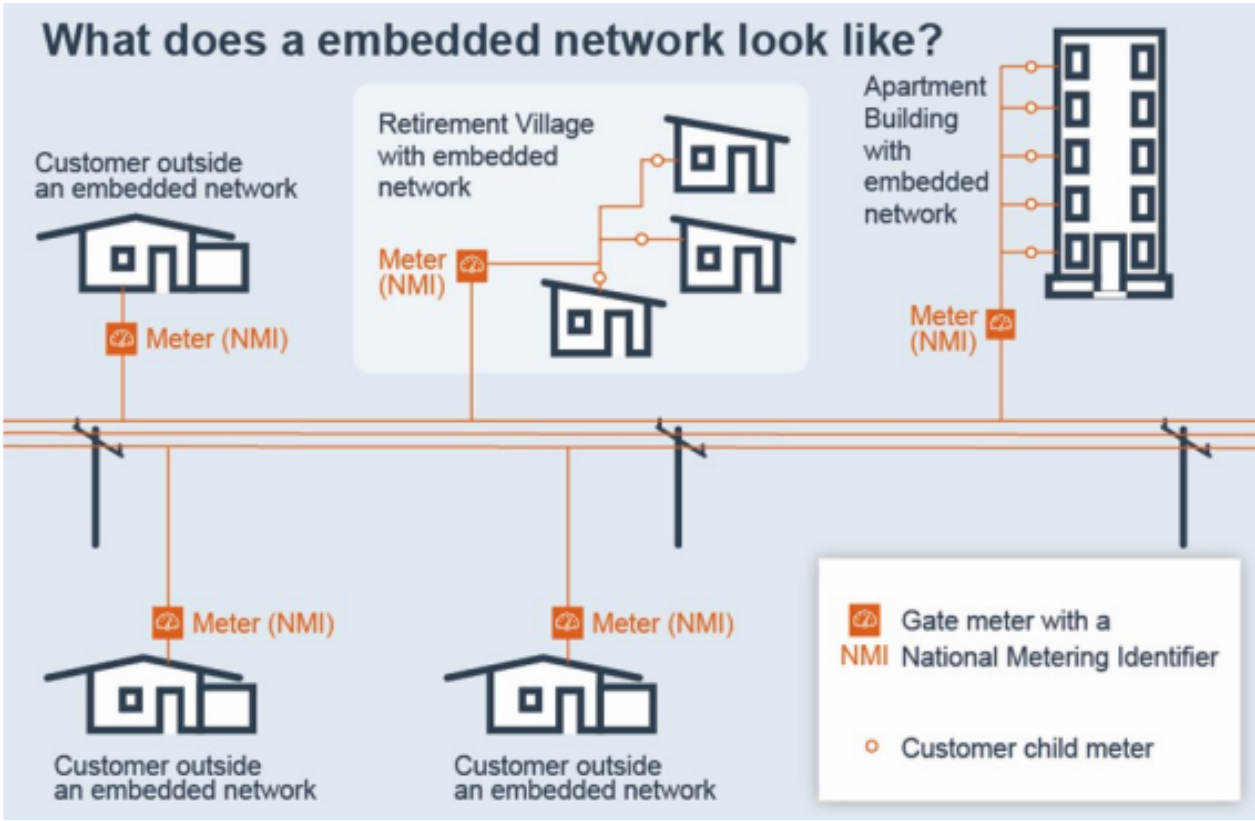 What does a embedded network look like?
Customer outside
an embedded network
Meter (NMI)
Retirement Village
with embedded
network
Meter
(NMI)
Apartment
Building
with
embedded
network
Meter
(NMI)
Meter (NMI)
Customer outside
an embedded network
Meter (NMI)
Customer outside
an embedded network
Gate meter with a
NMI National Metering Identifier
Customer child meter